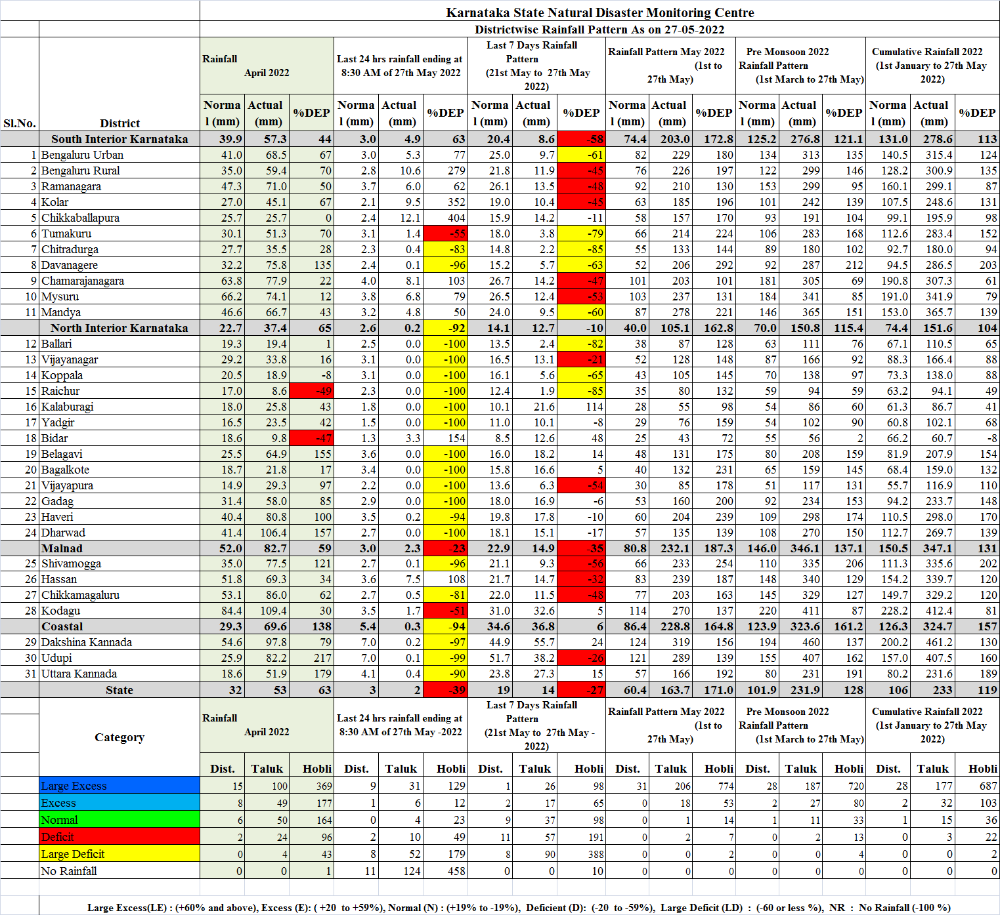 Karnataka State Natural Disaster Monitoring Centre
Districtwise Rainfall Pattern As on 27-05-2022
Sl.No. District Rainfall April 2022 Last 24 hrs rainfall ending at 8:30 AM of 27th May 2022 Last 7 Days Rainfall Pattern (21st May to 27th May 2022) Rainfall Pattern May 2022 (1st to 27th May) Pre Monsoon 2022 Rainfall Pattern (1st March to 27th May) Cumulative Rainfall 2022 (1st January to 27th May 2022)
Normal (mm) Actual (mm) %DEP Normal (mm) Actual (mm) %DEP Normal (mm) Actual (mm) %DEP Normal (mm) Actual (mm) %DEP Normal (mm) Actual (mm) %DEP Normal (mm) Actual (mm) %DEP
South Interior Karnataka 39.9 57.3 44 3.0 4.9 63 20.4 8.6 -58 74.4 203.0 172.8 125.2 276.8 121.1 131.0 278.6 113
1 Bengaluru Urban 41.0 68.5 67 3.0 5.3 77 25.0 9.7 -61 82 229 180 134 313 135 140.5 315.4 124
2 Bengaluru Rural 35.0 59.4 70 2.8 10.6 279 21.8 11.9 -45 76 226 197 122 299 146 128.2 300.9 135
3 Ramanagara 47.3 71.0 50 3.7 6.0 62 26.1 13.5 -48 92 210 130 153 299 95 160.1 299.1 87
4 Kolar 27.0 45.1 67 2.1 9.5 352 19.0 10.4 -45 63 185 196 101 242 139 107.5 248.6 131
5 Chikkaballapura 25.7 25.7 0 2.4 12.1 404 15.9 14.2 -11 58 157 170 93 191 104 99.1 195.9 98
6 Tumakuru 30.1 51.3 70 3.1 1.4 -55 18.0 3.8 -79 66 214 224 106 283 168 112.6 283.4 152
7 Chitradurga 27.7 35.5 28 2.3 0.4 -83 14.8 2.2 -85 55 133 144 89 180 102 92.7 180.0 94
8 Davanagere 32.2 75.8 135 2.4 0.1 -96 15.2 5.7 -63 52 206 292 92 287 212 94.5 286.5 203
9 Chamarajanagara 63.8 77.9 22 4.0 8.1 103 26.7 14.2 -47 101 203 101 181 305 69 190.8 307.3 61
10 Mysuru 66.2 74.1 12 3.8 6.8 79 26.5 12.4 -53 103 237 131 184 341 85 191.0 341.9 79
11 Mandya 46.6 66.7 43 3.2 4.8 50 24.0 9.5 -60 87 278 221 146 365 151 153.0 365.7 139
North Interior Karnataka 22.7 37.4 65 2.6 0.2 -92 14.1 12.7 -10 40.0 105.1 162.8 70.0 150.8 115.4 74.4 151.6 104
12 Ballari 19.3 19.4 1 2.5 0.0 -100 13.5 2.4 -82 38 87 128 63 111 76 67.1 110.5 65
13 Vijayanagar 29.2 33.8 16 3.1 0.0 -100 16.5 13.1 -21 52 128 148 87 166 92 88.3 166.4 88
14 Koppala 20.5 18.9 -8 3.1 0.0 -100 16.1 5.6 -65 43 105 145 70 138 97 73.3 138.0 88
15 Raichur 17.0 8.6 -49 2.3 0.0 -100 12.4 1.9 -85 35 80 132 59 94 59 63.2 94.1 49
16 Kalaburagi 18.0 25.8 43 1.8 0.0 -100 10.1 21.6 114 28 55 98 54 86 60 61.3 86.7 41
17 Yadgir 16.5 23.5 42 1.5 0.0 -100 11.0 10.1 -8 29 76 159 54 102 90 60.8 102.1 68
18 Bidar 18.6 9.8 -47 1.3 3.3 154 8.5 12.6 48 25 43 72 55 56 2 66.2 60.7 -8
19 Belagavi 25.5 64.9 155 3.6 0.0 -100 16.0 18.2 14 48 131 175 80 208 159 81.9 207.9 154
20 Bagalkote 18.7 21.8 17 3.4 0.0 -100 15.8 16.6 5 40 132 231 65 159 145 68.4 159.0 132
21 Vijayapura 14.9 29.3 97 2.2 0.0 -100 13.6 6.3 -54 30 85 178 51 117 131 55.7 116.9 110
22 Gadag 31.4 58.0 85 2.9 0.0 -100 18.0 16.9 -6 53 160 200 92 234 153 94.2 233.7 148
23 Haveri 40.4 80.8 100 3.5 0.2 -94 19.8 17.8 -10 60 204 239 109 298 174 110.5 298.0 170
24 Dharwad 41.4 106.4 157 2.7 0.0 -100 18.1 15.1 -17 57 135 139 108 270 150 112.7 269.7 139
Malnad 52.0 82.7 59 3.0 2.3 -23 22.9 14.9 -35 80.8 232.1 187.3 146.0 346.1 137.1 150.5 347.1 131
25 Shivamogga 35.0 77.5 121 2.7 0.1 -96 21.1 9.3 -56 66 233 254 110 335 206 111.3 335.6 202
26 Hassan 51.8 69.3 34 3.6 7.5 108 21.7 14.7 -32 83 239 187 148 340 129 154.2 339.7 120
27 Chikkamagaluru 53.1 86.0 62 2.7 0.5 -81 22.0 11.5 -48 77 203 163 145 329 127 149.7 329.2 120
28 Kodagu 84.4 109.4 30 3.5 1.7 -51 31.0 32.6 5 114 270 137 220 411 87 228.2 412.4 81
Coastal 29.3 69.6 138 5.4 0.3 -94 34.6 36.8 6 86.4 228.8 164.8 123.9 323.6 161.2 126.3 324.7 157
29 Dakshina Kannada 54.6 97.8 79 7.0 0.2 -97 44.9 55.7 24 124 319 156 194 460 137 200.2 461.2 130
30 Udupi 25.9 82.2 217 7.0 0.1 -99 51.7 38.2 -26 121 289 139 155 407 162 157.0 407.5 160
31 Uttara Kannada 18.6 51.9 179 4.1 0.4 -90 23.8 27.3 15 57 166 192 80 231 191 80.2 231.6 189
State 32 53 63 3 2 -39 19 14 -27 60.4 163.7 171.0 101.9 231.9 128 106 233 119
Category Rainfall April 2022 Last 24 hrs rainfall ending at 8:30 AM of 27th May -2022 Last 7 Days Rainfall Pattern (21st May to 27th May - 2022) Rainfall Pattern May 2022 (1st to 27th May) Pre Monsoon 2022 Rainfall Pattern (1st March to 27th May) Cumulative Rainfall 2022 (1st January to 27th May 2022)
Dist. Taluk Hobli Dist. Taluk Hobli Dist. Taluk Hobli Dist. Taluk Hobli Dist. Taluk Hobli Dist. Taluk Hobli
Large Excess 15 100 369 9 31 129 1 26 98 31 206 774 28 187 720 28 177 687
Excess 8 49 177 1 6 12 2 17 65 0 18 53 2 27 80 2 32 103
Normal 6 50 164 0 4 23 9 37 98 0 1 14 1 11 33 1 15 36
Deficit 2 24 96 2 10 49 11 57 191 0 2 7 0 2 13 0 3 22
Large Deficit 0 4 43 8 52 179 8 90 388 0 0 2 0 0 4 0 0 2
No Rainfall 0 0 1 11 124 458 0 0 10 0 0 0 0 0 0 0 0 0
Large Excess(LE) : (+60% and above), Excess (E): ( +20 to +59%), Normal (N) : (+19% to -19%), Deficient (D): (-20 to -59%), Large Deficit (LD) : (-60 or less %), NR : No Rainfall (-100 %)